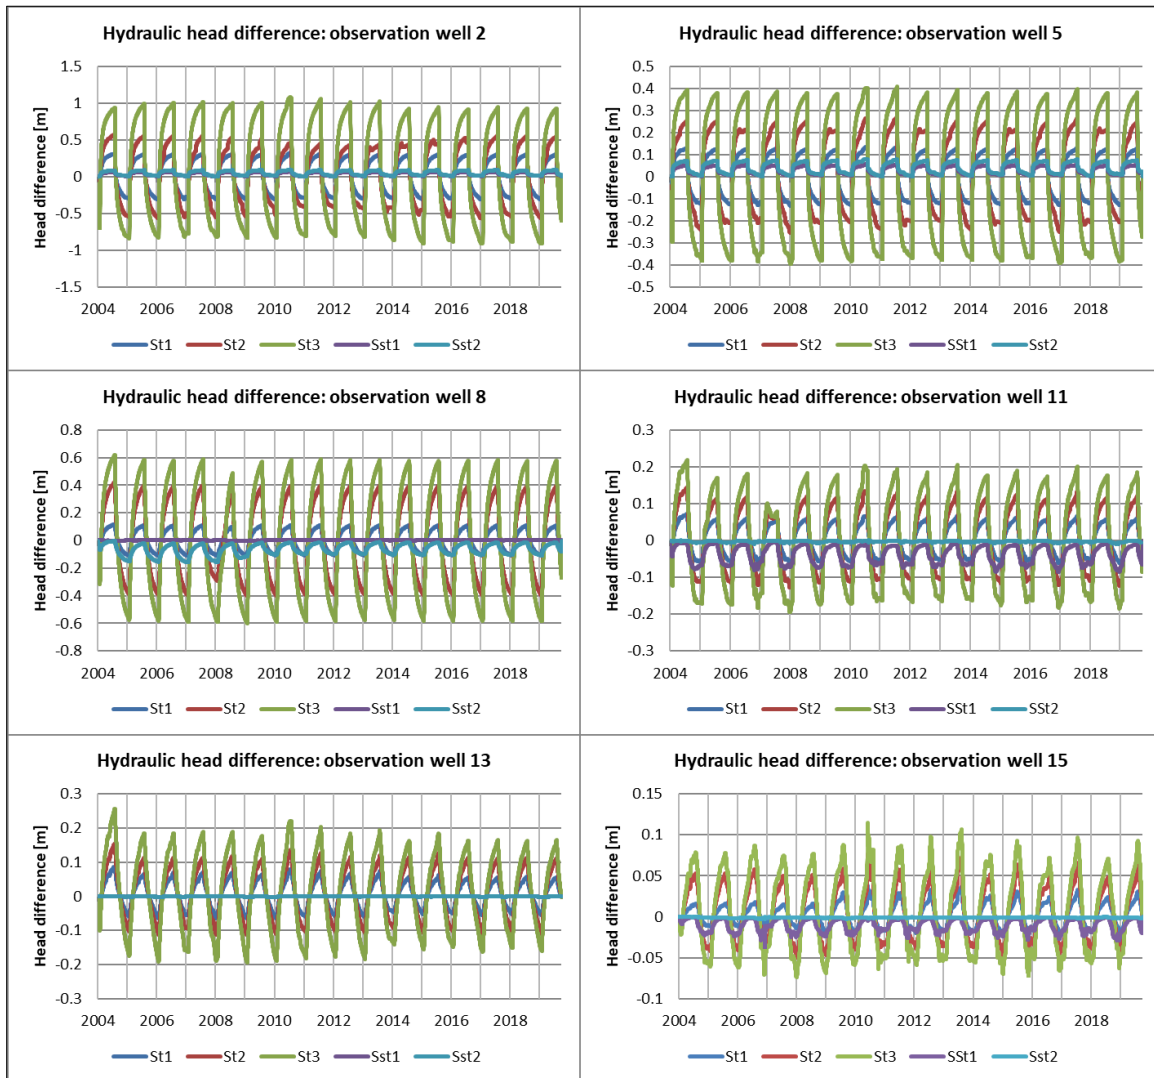 Hydraulic head difference: observation well 2
Head difference [m]
1.5
1
0.5
0
-0.5
-1
-1.5
2004 2006 2008 2010 2012 2014 2016 2018
St1 St2 St3 Sst1 Sst2
Hydraulic head difference: observation well 5
Head difference [m]
0.5
0.4
0.3
0.2
0.1
0
-0.1
-0.2
-0.3
-0.4
-0.5
2004 2006 2008 2010 2012 2014 2016 2018
St1 St2 St3 SSt1 Sst2
Hydraulic head difference: observation well 8
Head difference [m]
0.8
0.6
0.4
0.2
0
-0.2
-0.4
-0.6
-0.8
2004 2006 2008 2010 2012 2014 2016 2018
St1 St2 St3 Sst1 Sst2
Hydraulic head difference: observation well 11
Head difference [m]
0.3
0.2
0.1
0
-0.1
-0.2
-0.3
2004 2006 2008 2010 2012 2014 2016 2018
St1 St2 St3 SSt1 SSt2
Hydraulic head difference: observation well 13
Head difference [m]
0.3
0.2
0.1
0
-0.1
-0.2
-0.3
2004 2006 2008 2010 2012 2014 2016 2018
St1 St2 St3 SSt1 Sst2
Hydraulic head difference: observation well 15
Head difference [m]
0.15
0.1
0.05
0
-0.05
-0.1
2004 2006 2008 2010 2012 2014 2016 2018
St1 St2 St3 SSt1 Sst2